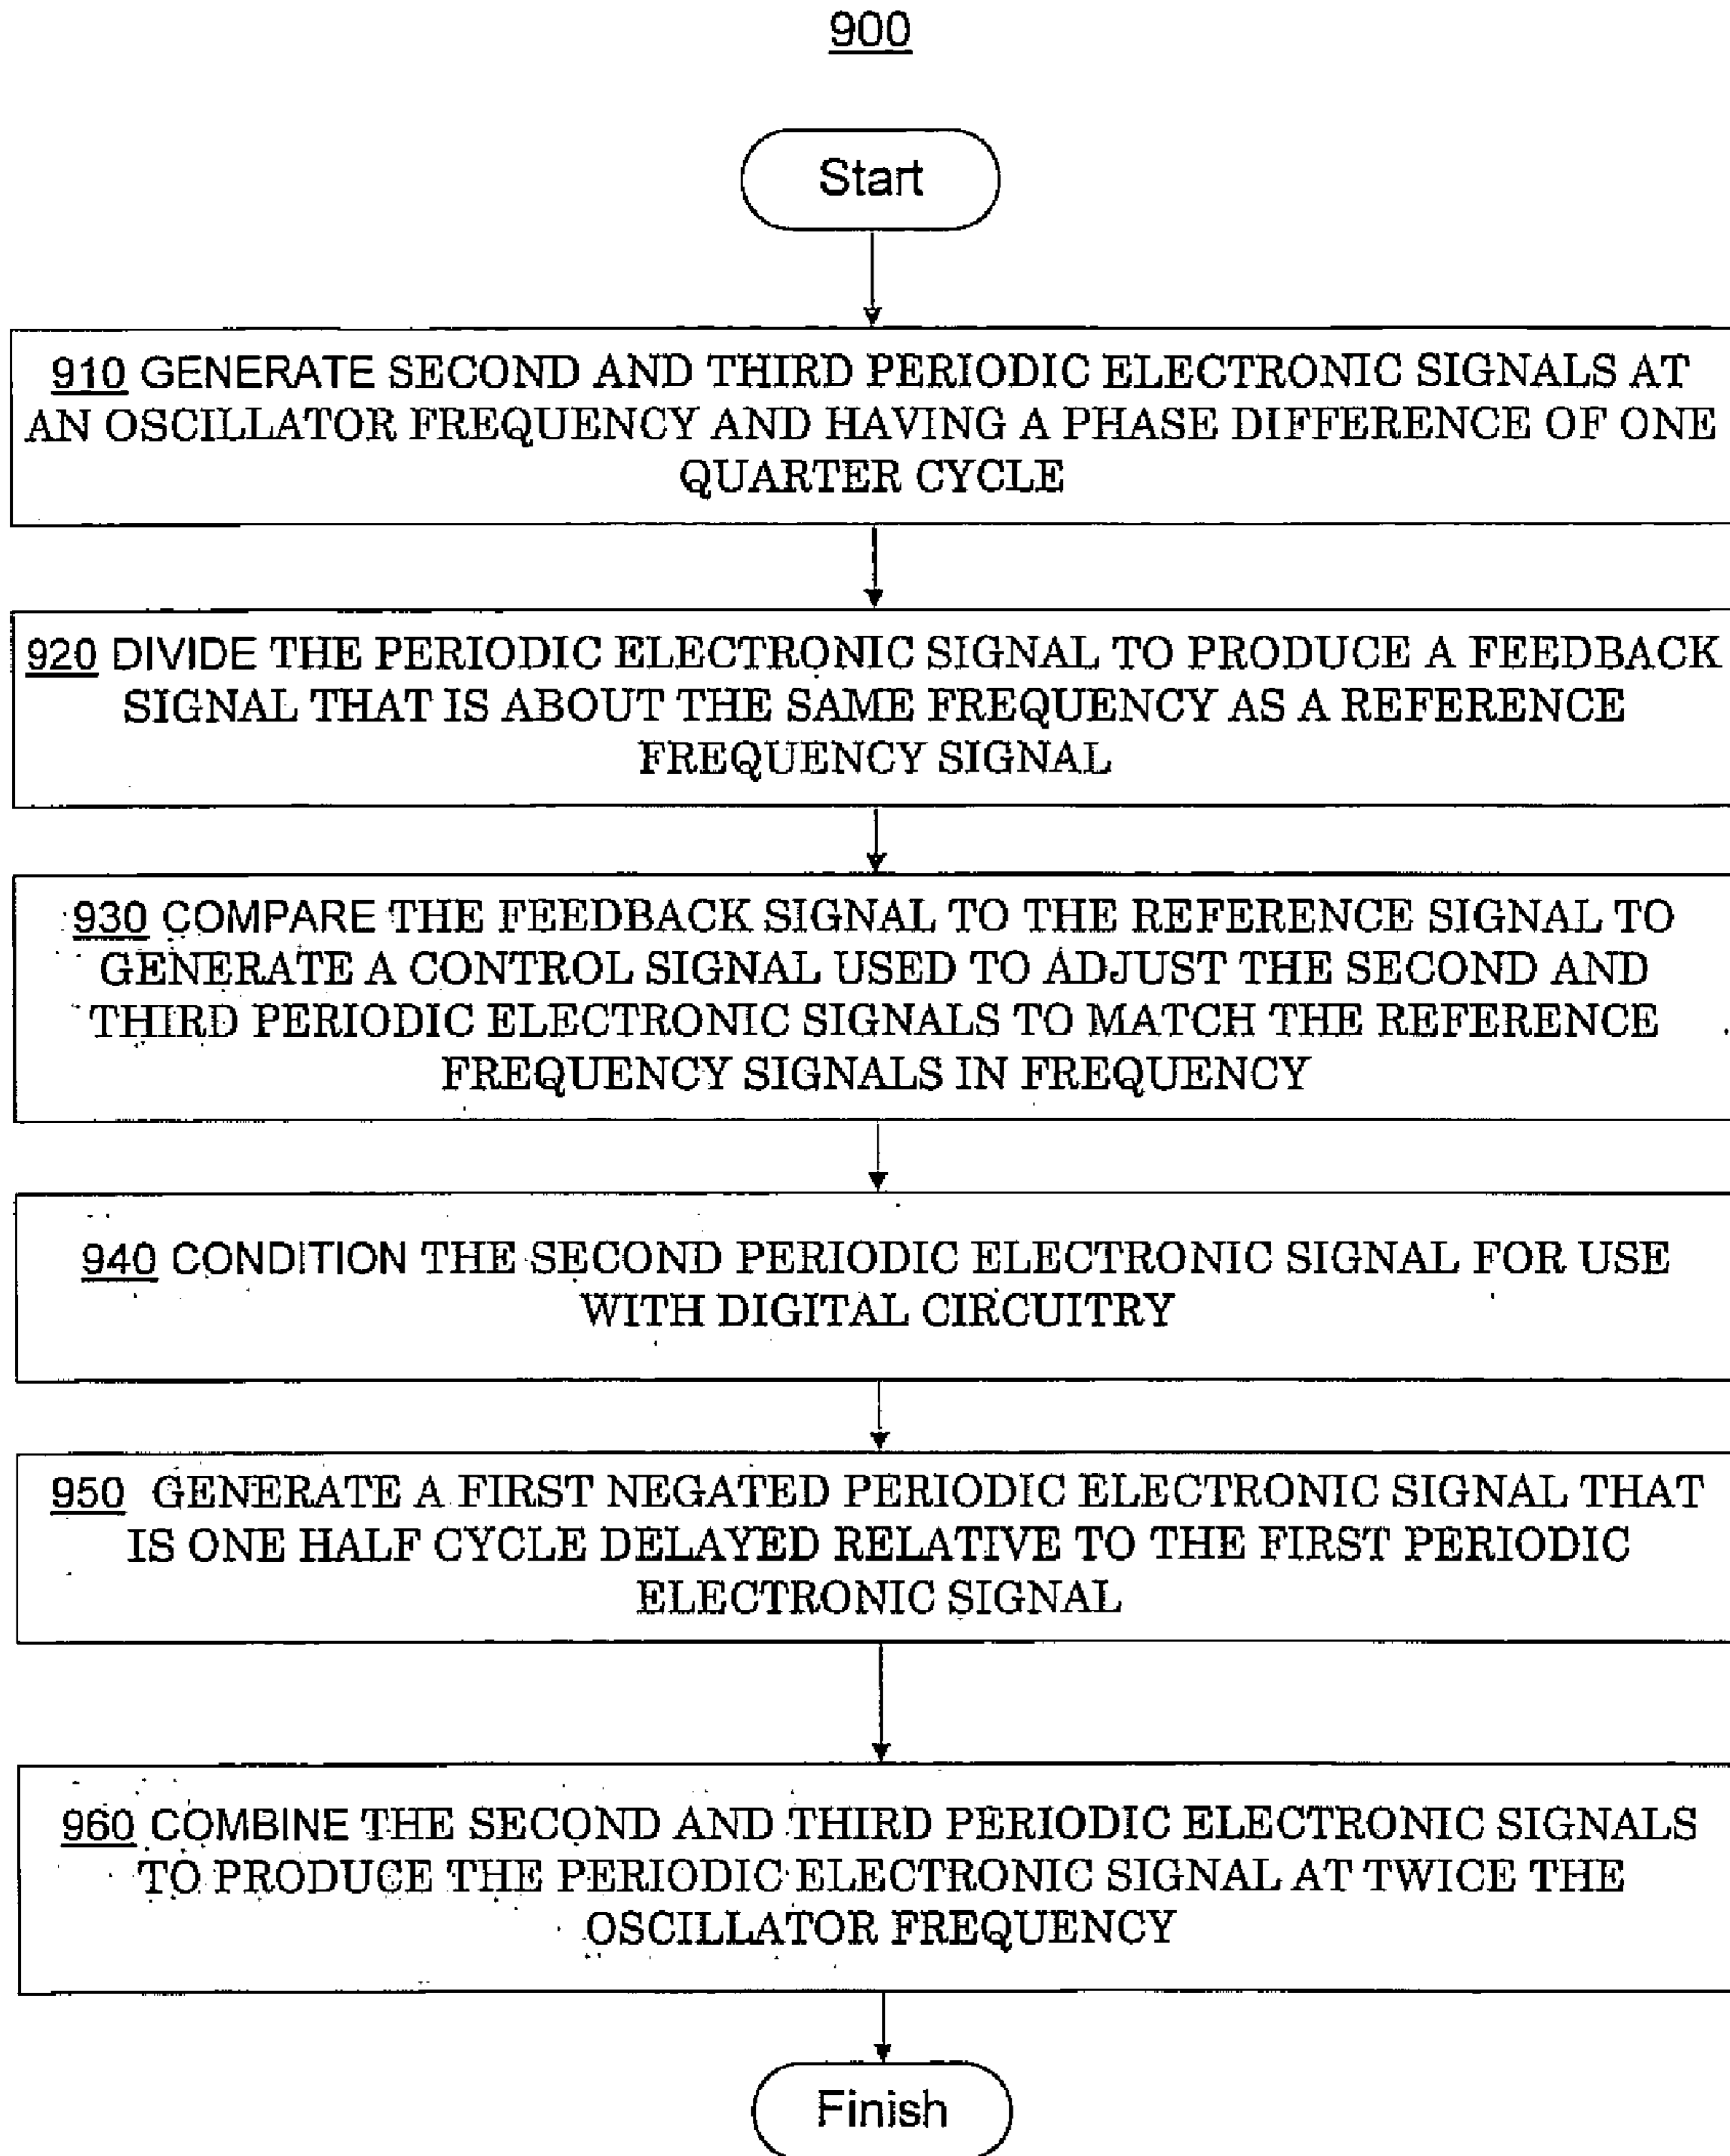 900
Start
910 GENERATE SECOND AND THIRD PERIODIC ELECTRONIC SIGNALS AT
AN OSCILLATOR FREQUENCY AND HAVING A PHASE DIFFERENCE OF ONE
QUARTER CYCLE
920 DIVIDE THE PERIODIC ELECTRONIC SIGNAL TO PRODUCE A FEEDBACK
SIGNAL THAT IS ABOUT THE SAME FREQUENCY AS A REFERENCE
FREQUENCY SIGNAL
930 COMPARE THE FEEDBACK SIGNAL TO THE REFERENCE SIGNAL TO
GENERATE A CONTROL SIGNAL USED TO ADJUST THE SECOND AND
THIRD PERIODIC ELECTRONIC SIGNALS TO MATCH THE REFERENCE
FREQUENCY SIGNALS IN FREQUENCY
940 CONDITION THE SECOND PERIODIC ELECTRONIC SIGNAL FOR USE
WITH DIGITAL CIRCUITRY
950 GENERATE A FIRST NEGATED PERIODIC ELECTRONIC SIGNAL THAT
IS ONE HALF CYCLE DELAYED RELATIVE TO THE FIRST PERIODIC
ELECTRONIC SIGNAL
960 COMBINE THE SECOND AND THIRD PERIODIC ELECTRONIC SIGNALS
TO PRODUCE THE PERIODIC ELECTRONIC SIGNAL AT TWICE THE
OSCILLATOR FREQUENCY
Finish